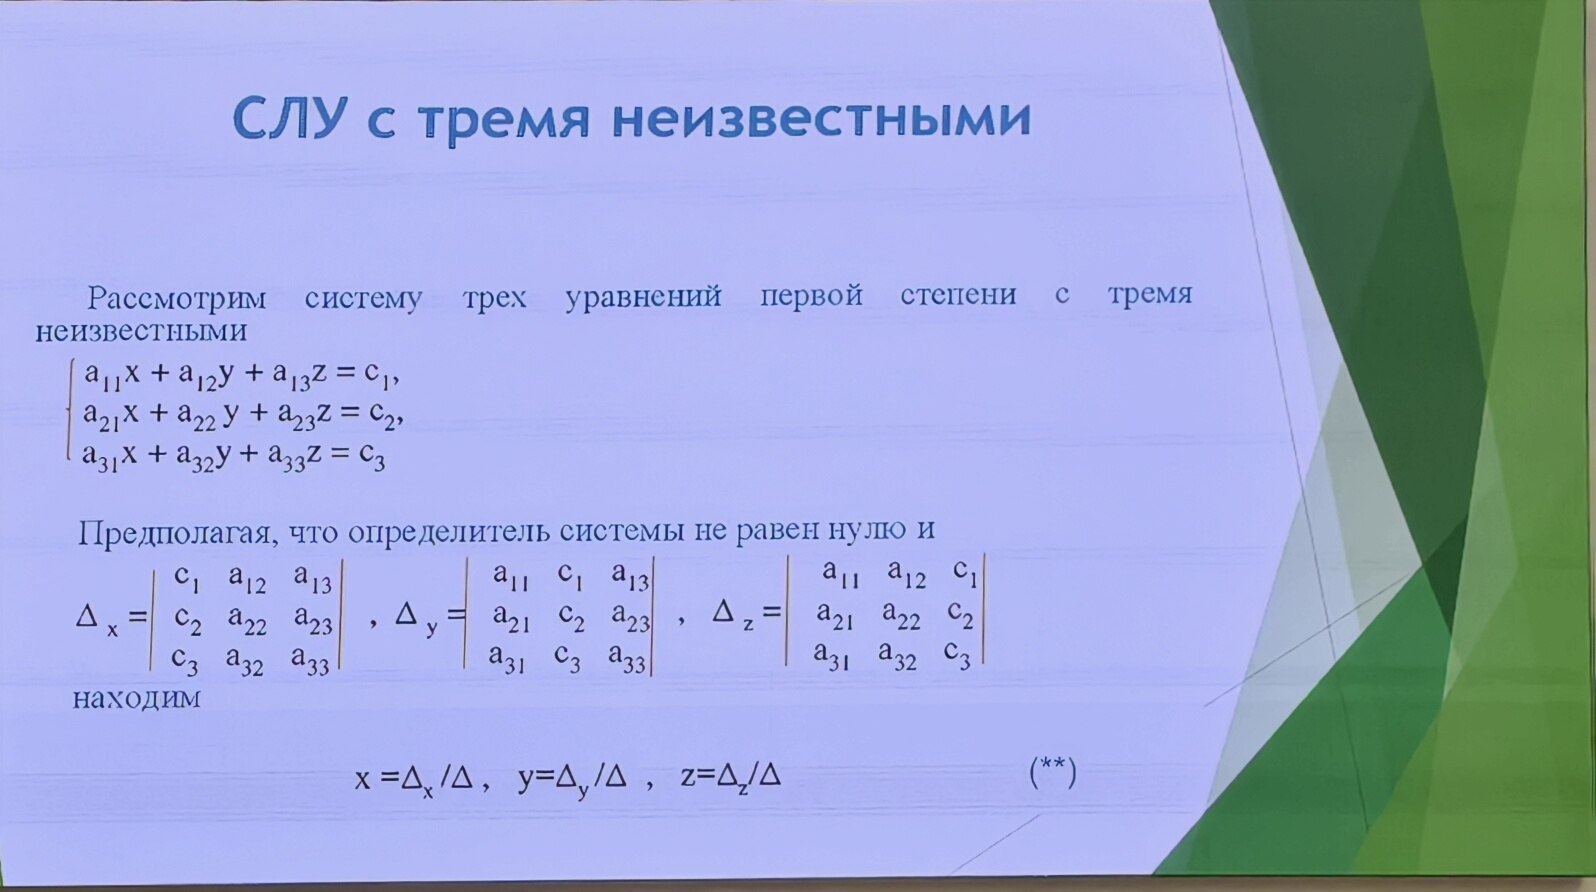 СЛУ с тремя неизвестными
Рассмотрим систему трех уравнений первой степени с тремя
неизвестными
a₁₁x + a₁₂y + a₁₃z = c₁,
a₂₁x + a₂₂ y + a₂₃z = c₂,
a₃₁x + a₃₂y + a₃₃z = c₃
Предполагая, что определитель системы не равен нулю и
c₁ a₁₂ a₁₃ a₁₁ c₁ a₁₃ a₁₁ a₁₂ c₁
Δ x = c₂ a₂₂ a₂₃ , Δ y = a₂₁ c₂ a₂₃ , Δ z = a₂₁ a₂₂ c₂
c₃ a₃₂ a₃₃ a₃₁ c₃ a₃₃ a₃₁ a₃₂ c₃
находим
x =Δₓ /Δ , y=Δy /Δ , z=Δz/Δ (**)